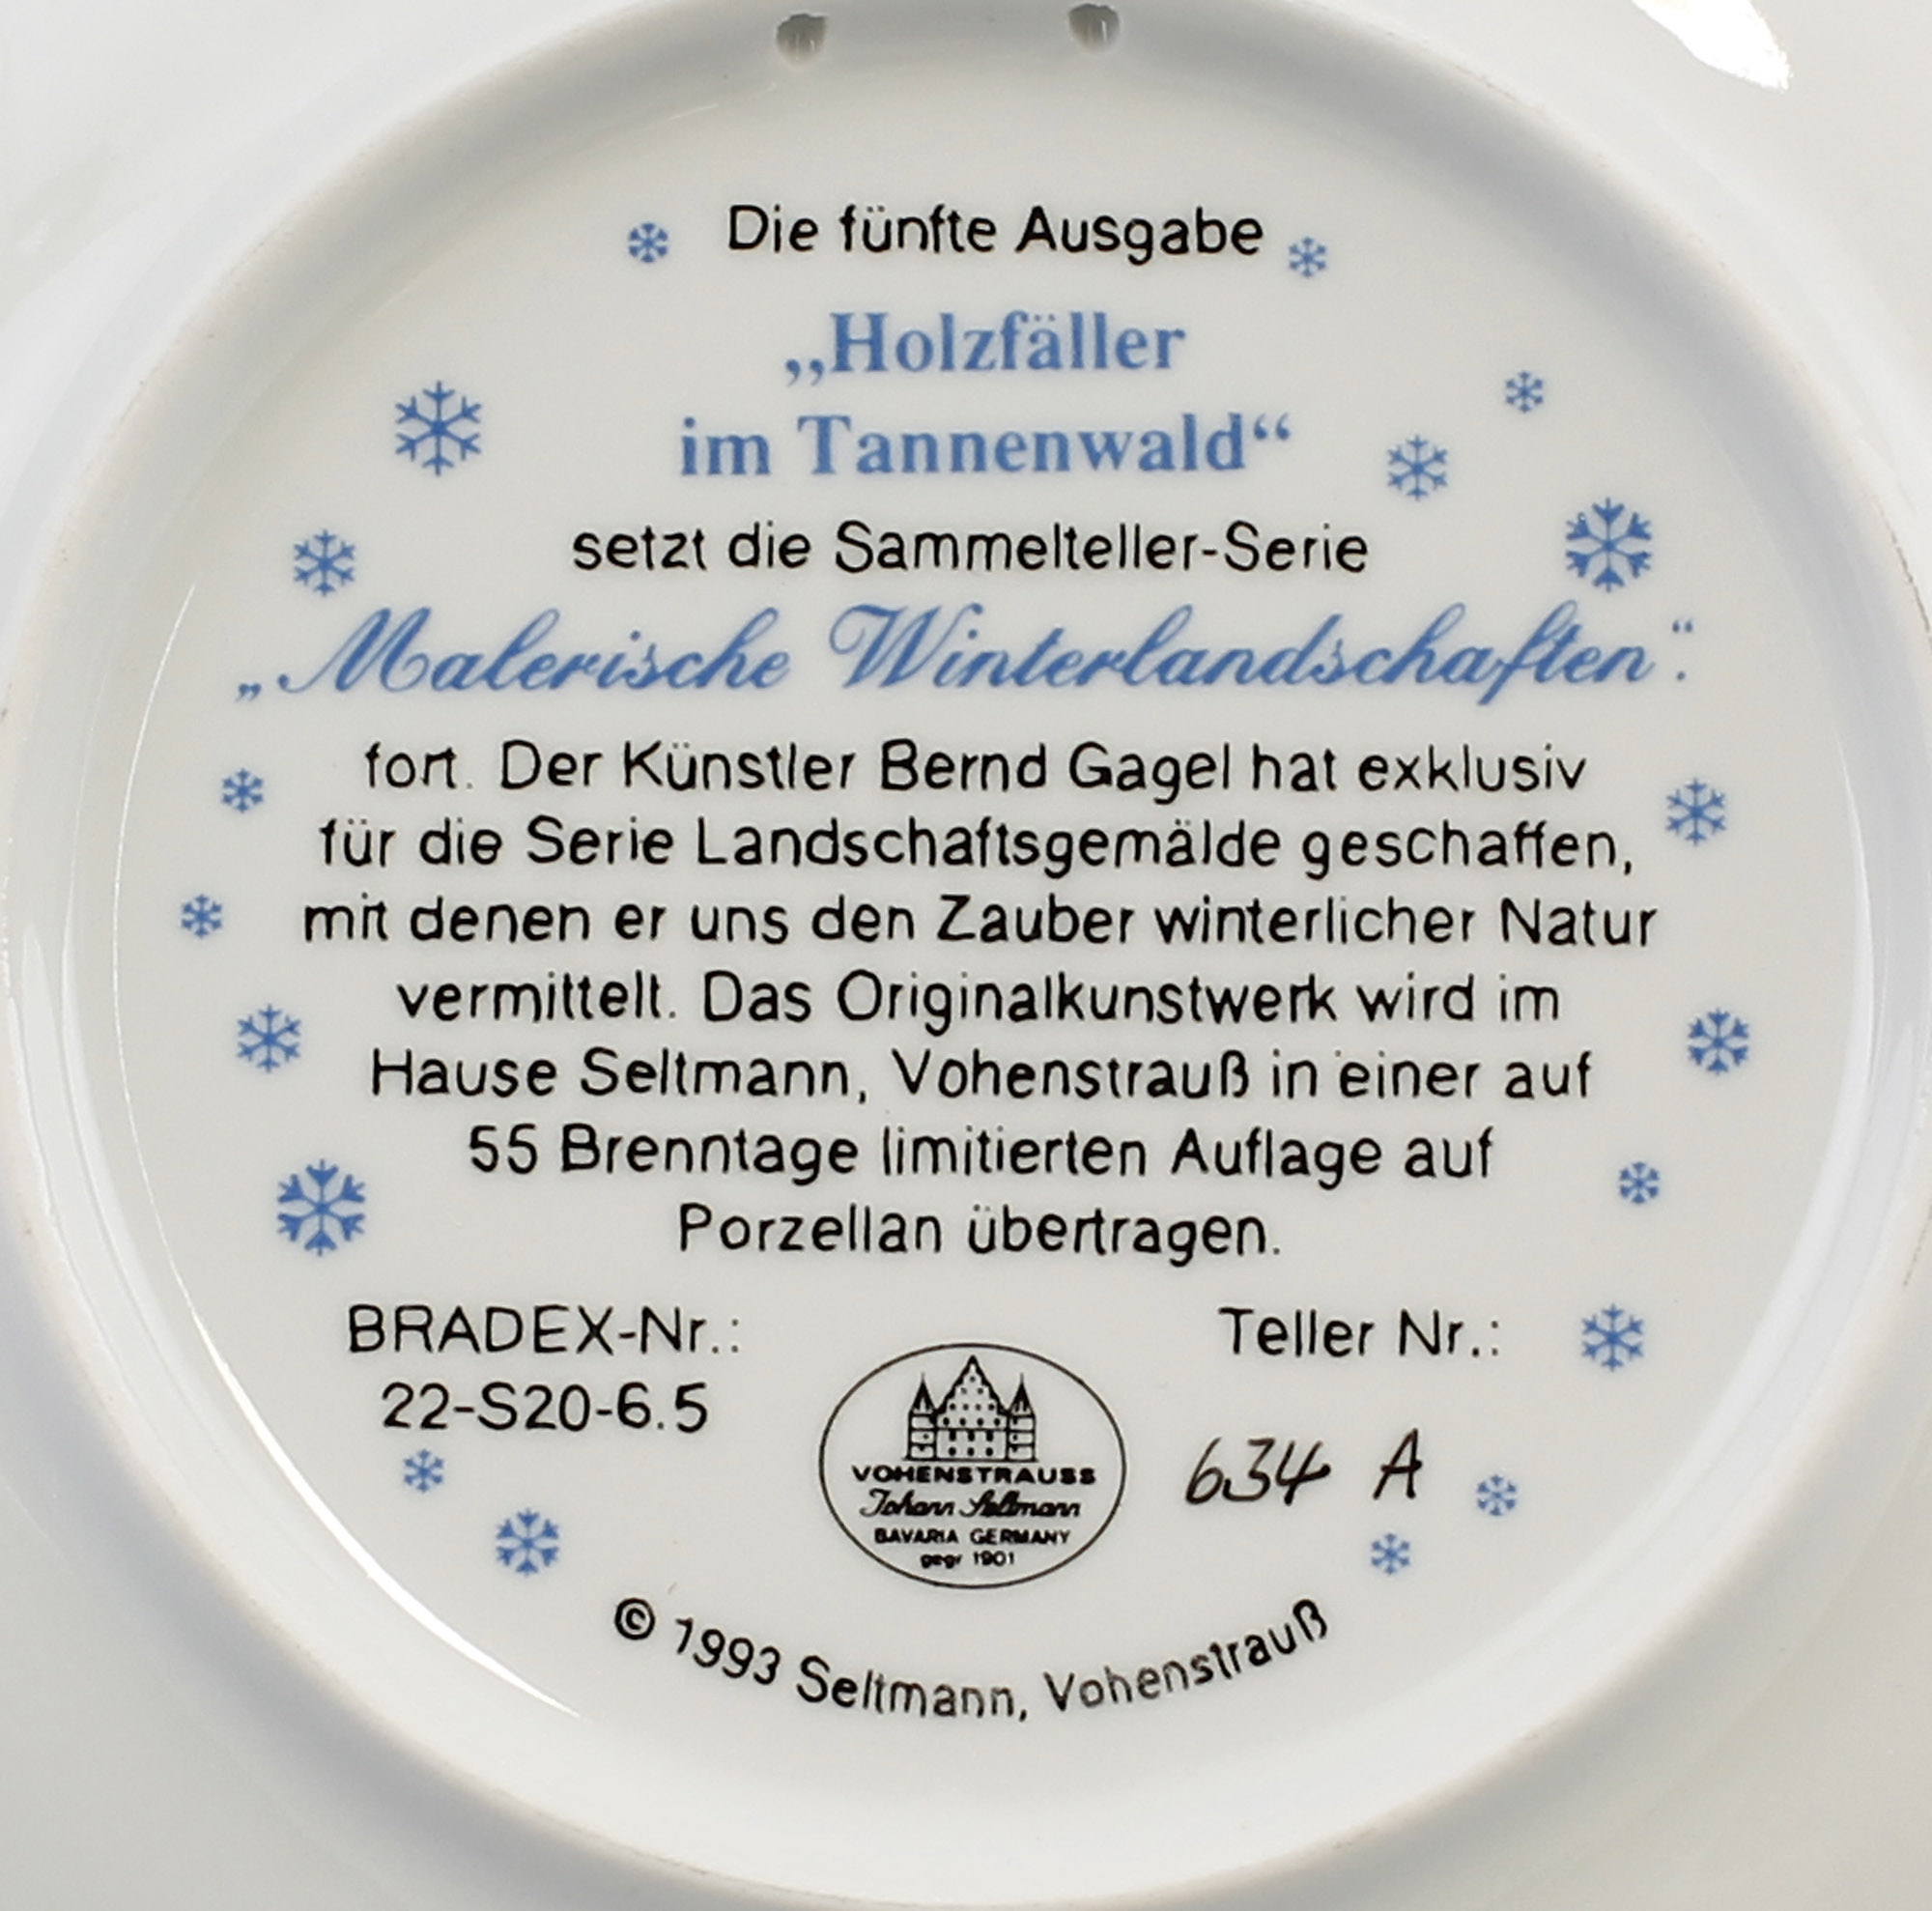 Die fünfte Ausgabe
„Holzfäller
im Tannenwald“
setzt die Sammelteller-Serie
„Malerische Winterlandschaften“.
fort. Der Künstler Bernd Gagel hat exklusiv
für die Serie Landschaftsgemälde geschaffen,
mit denen er uns den Zauber winterlicher Natur
vermittelt. Das Originalkunstwerk wird im
Hause Seltmann, Vohenstrauß in einer auf
55 Brenntage limitierten Auflage auf
Porzellan übertragen.
BRADEX-Nr.:
22-S20-6.5
VOHENSTRAUSS
Johann Seltmann
BAVARIA GERMANY
gegr 1901
Teller Nr.:
634 A
© 1993 Seltmann, Vohenstrauß